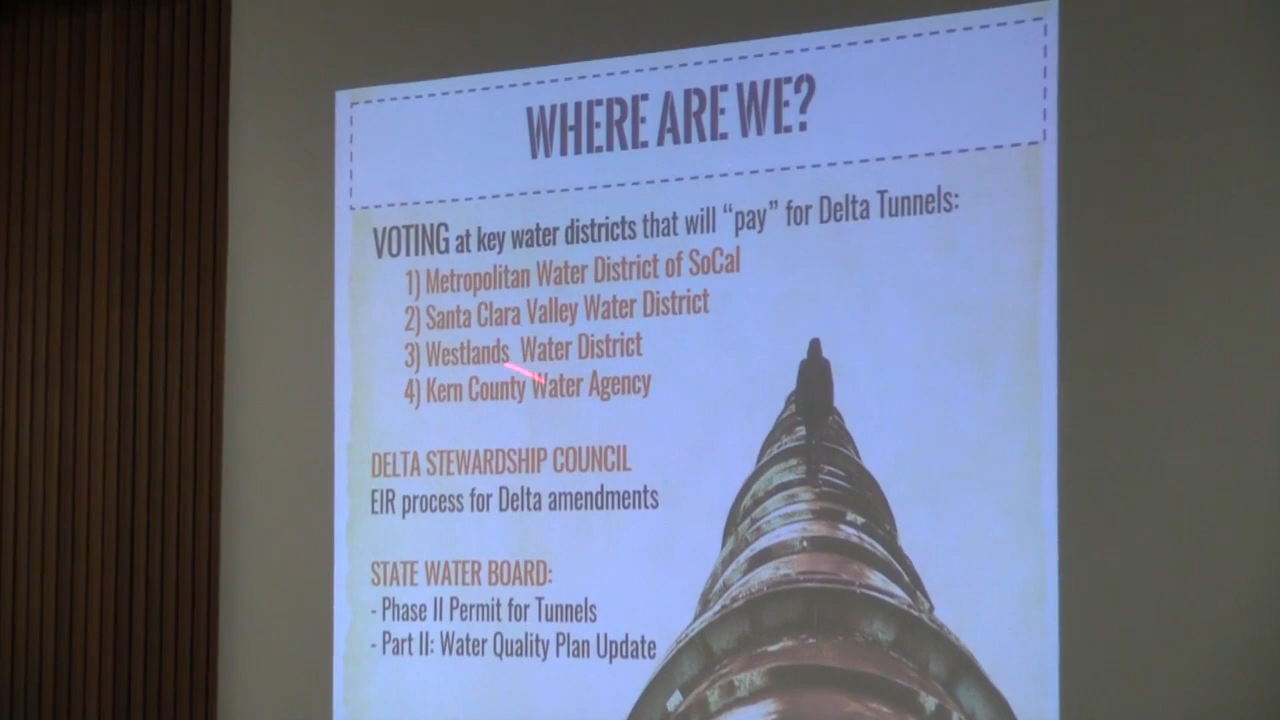 WHERE ARE WE?
VOTING at key water districts that will “pay” for Delta Tunnels:
1) Metropolitan Water District of SoCal
2) Santa Clara Valley Water District
3) Westlands Water District
4) Kern County Water Agency
DELTA STEWARDSHIP COUNCIL
EIR process for Delta amendments
STATE WATER BOARD:
- Phase II Permit for Tunnels
- Part II: Water Quality Plan Update